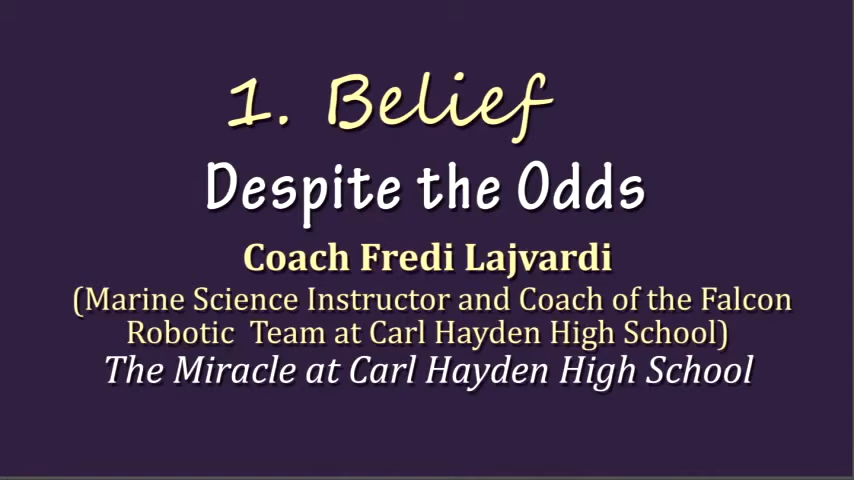 1. Belief
Despite the Odds
Coach Fredi Lajvardi
(Marine Science Instructor and Coach of the Falcon
Robotic Team at Carl Hayden High School)
The Miracle at Carl Hayden High School